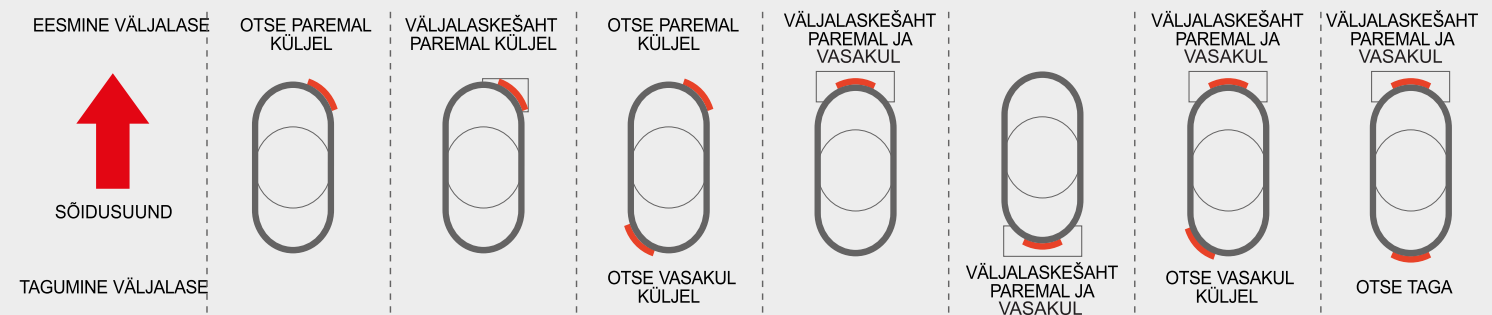 EESMINE VÄLJALASE
SÕIDUSUUND
TAGUMINE VÄLJALASE
OTSE PAREMAL
KÜLJEL
VÄLJALASKEŠAHT
PAREMAL KÜLJEL
OTSE PAREMAL
KÜLJEL
OTSE VASAKUL
KÜLJEL
VÄLJALASKEŠAHT
PAREMAL JA
VASAKUL
VÄLJALASKEŠAHT
PAREMAL JA
VASAKUL
VÄLJALASKEŠAHT
PAREMAL JA
VASAKUL
OTSE VASAKUL
KÜLJEL
VÄLJALASKEŠAHT
PAREMAL JA
VASAKUL
OTSE TAGA